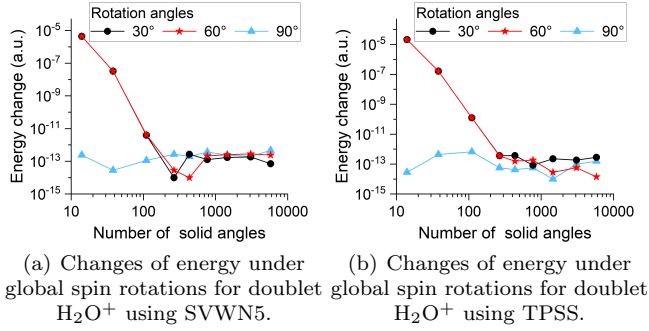 (a)
Rotation angles
30° 60° 90°
Energy change (a.u.)
10⁻⁵
10⁻⁷
10⁻⁹
10⁻¹¹
10⁻¹³
10⁻¹⁵
10 100 1000 10000
Number of solid angles
(b)
Rotation angles
30° 60° 90°
Energy change (a.u.)
10⁻⁵
10⁻⁷
10⁻⁹
10⁻¹¹
10⁻¹³
10⁻¹⁵
10 100 1000 10000
Number of solid angles
(a) Changes of energy under
global spin rotations for doublet
H₂O⁺ using SVWN5.
(b) Changes of energy under
global spin rotations for doublet
H₂O⁺ using TPSS.